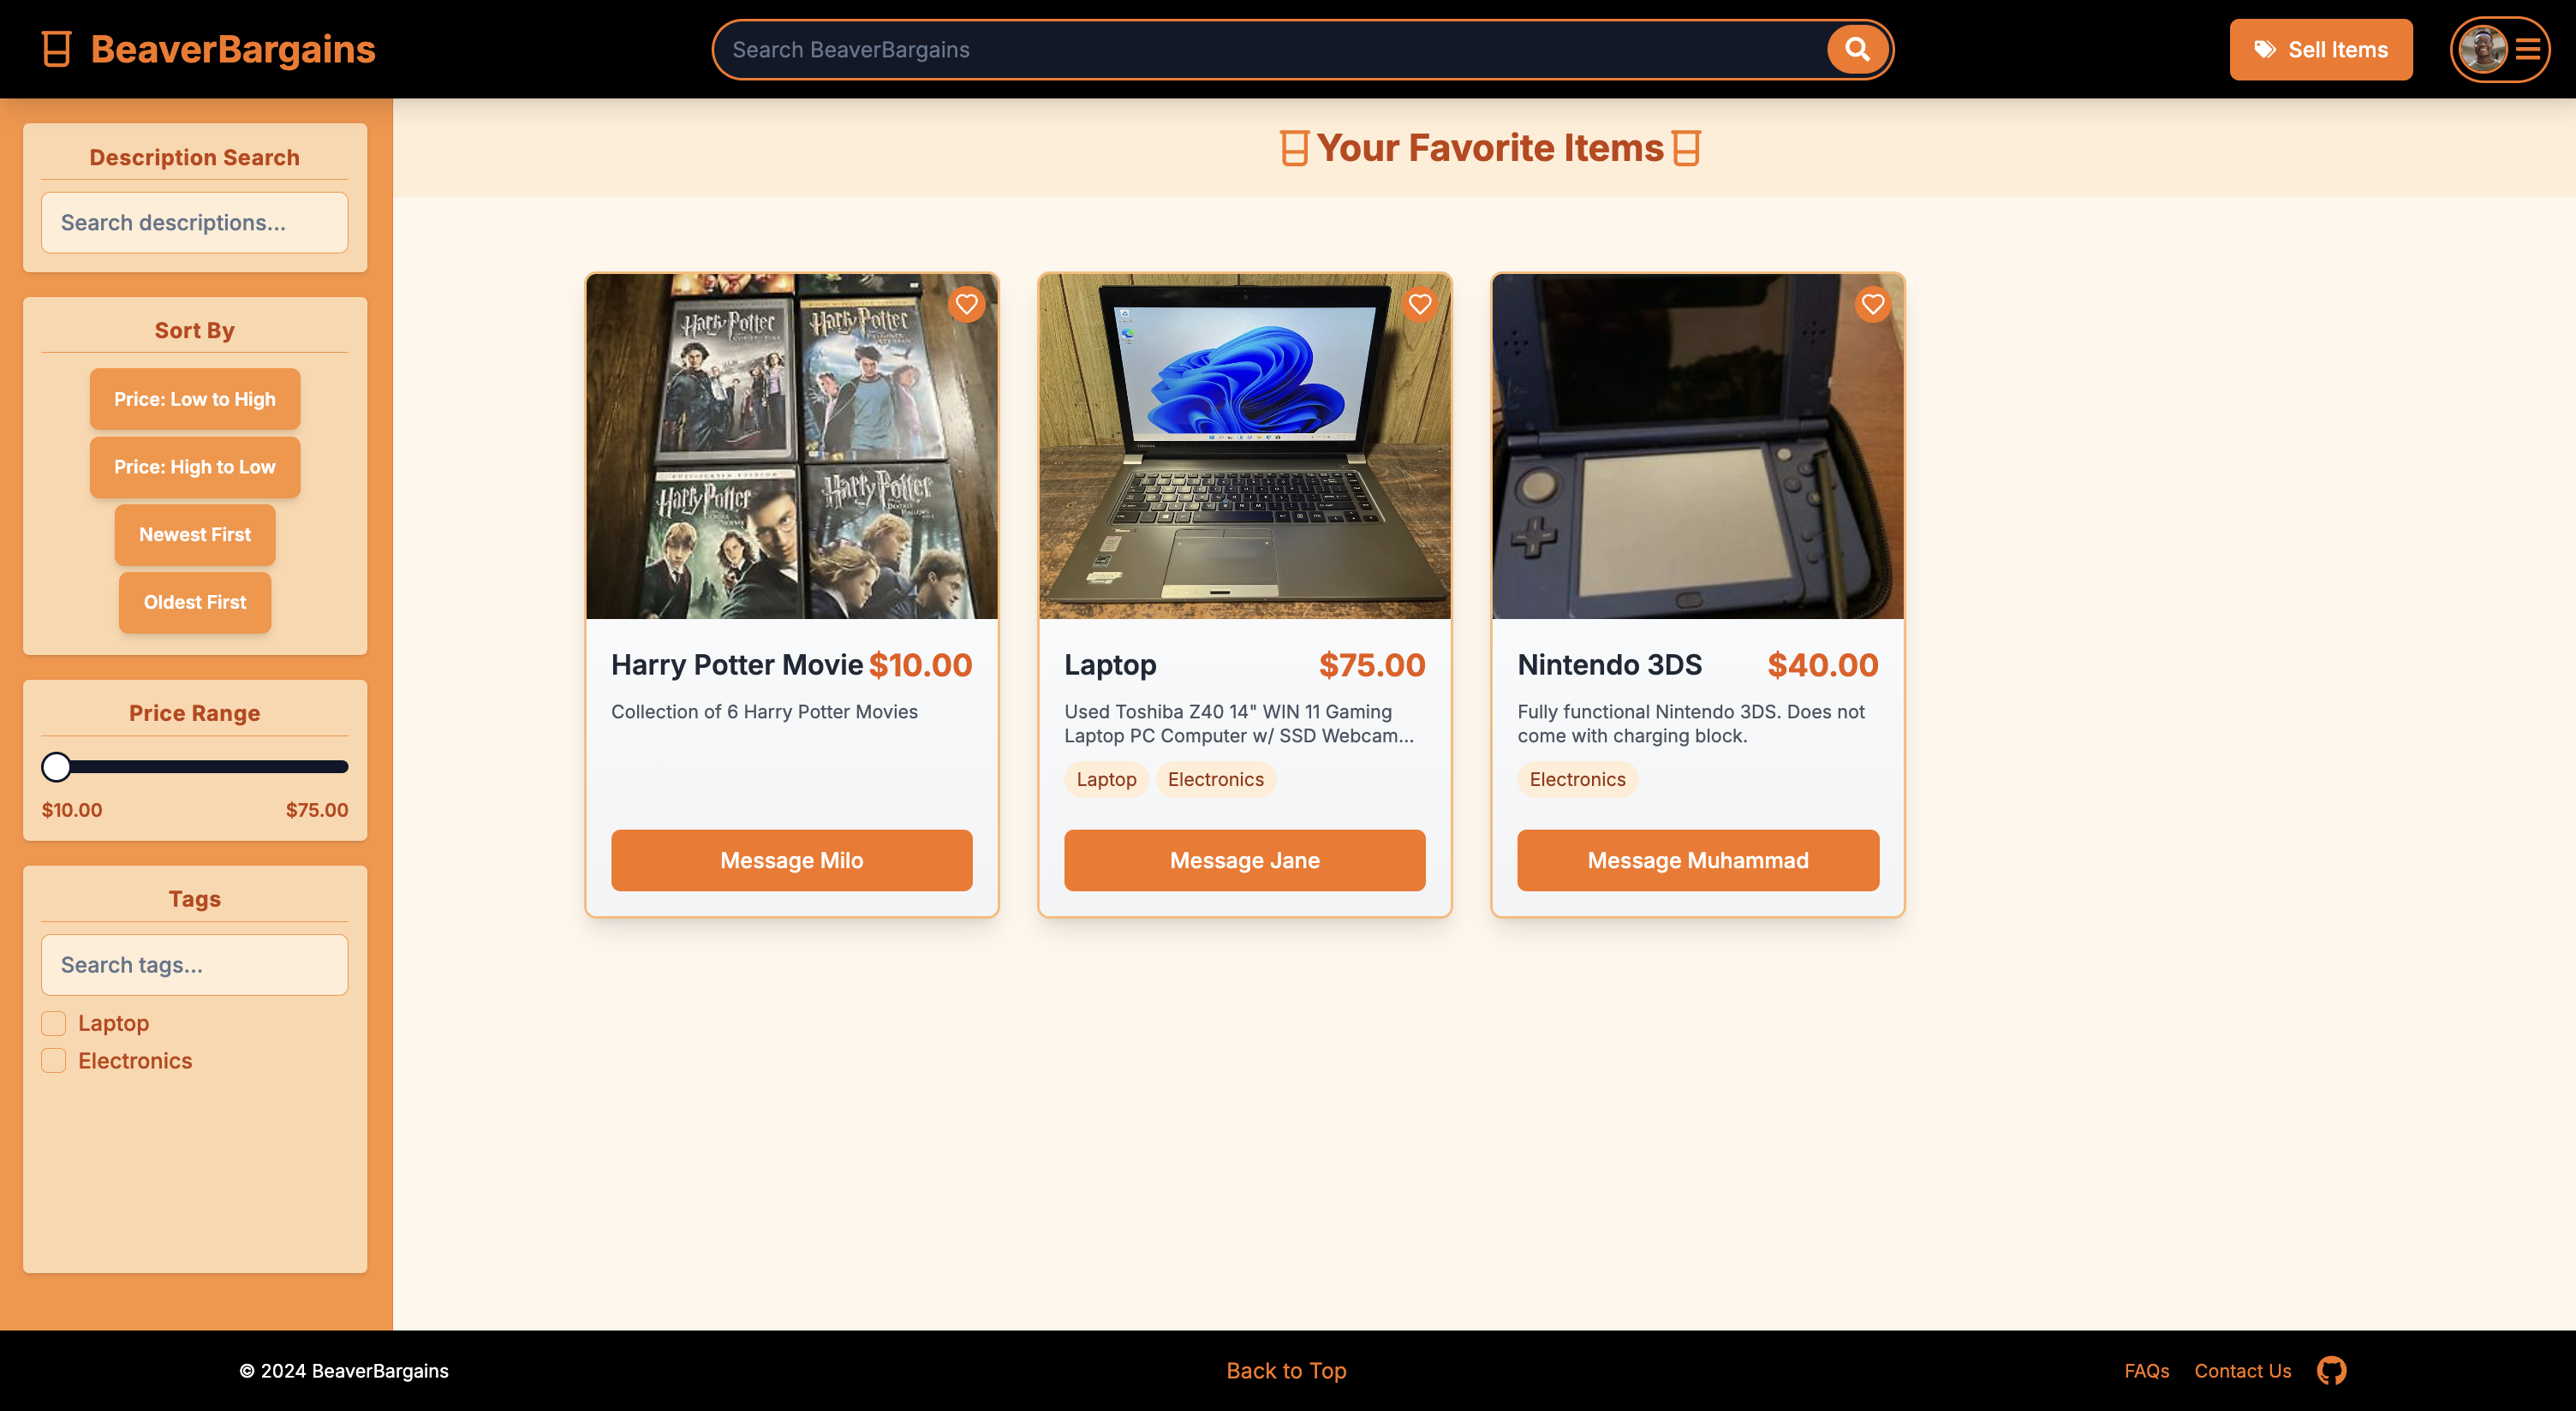 BeaverBargains
Search BeaverBargains
Sell Items
Description Search
Search descriptions...
Sort By
Price: Low to High
Price: High to Low
Newest First
Oldest First
Price Range
$10.00
$75.00
Tags
Search tags...
Laptop
Electronics
Your Favorite Items
Harry Potter
Harry Potter
Harry Potter
Harry Potter
Harry Potter Movie $10.00
Collection of 6 Harry Potter Movies
Message Milo
Laptop $75.00
Used Toshiba Z40 14" WIN 11 Gaming
Laptop PC Computer w/ SSD Webcam...
Laptop
Electronics
Message Jane
Nintendo 3DS $40.00
Fully functional Nintendo 3DS. Does not
come with charging block.
Electronics
Message Muhammad
© 2024 BeaverBargains
Back to Top
FAQs
Contact Us